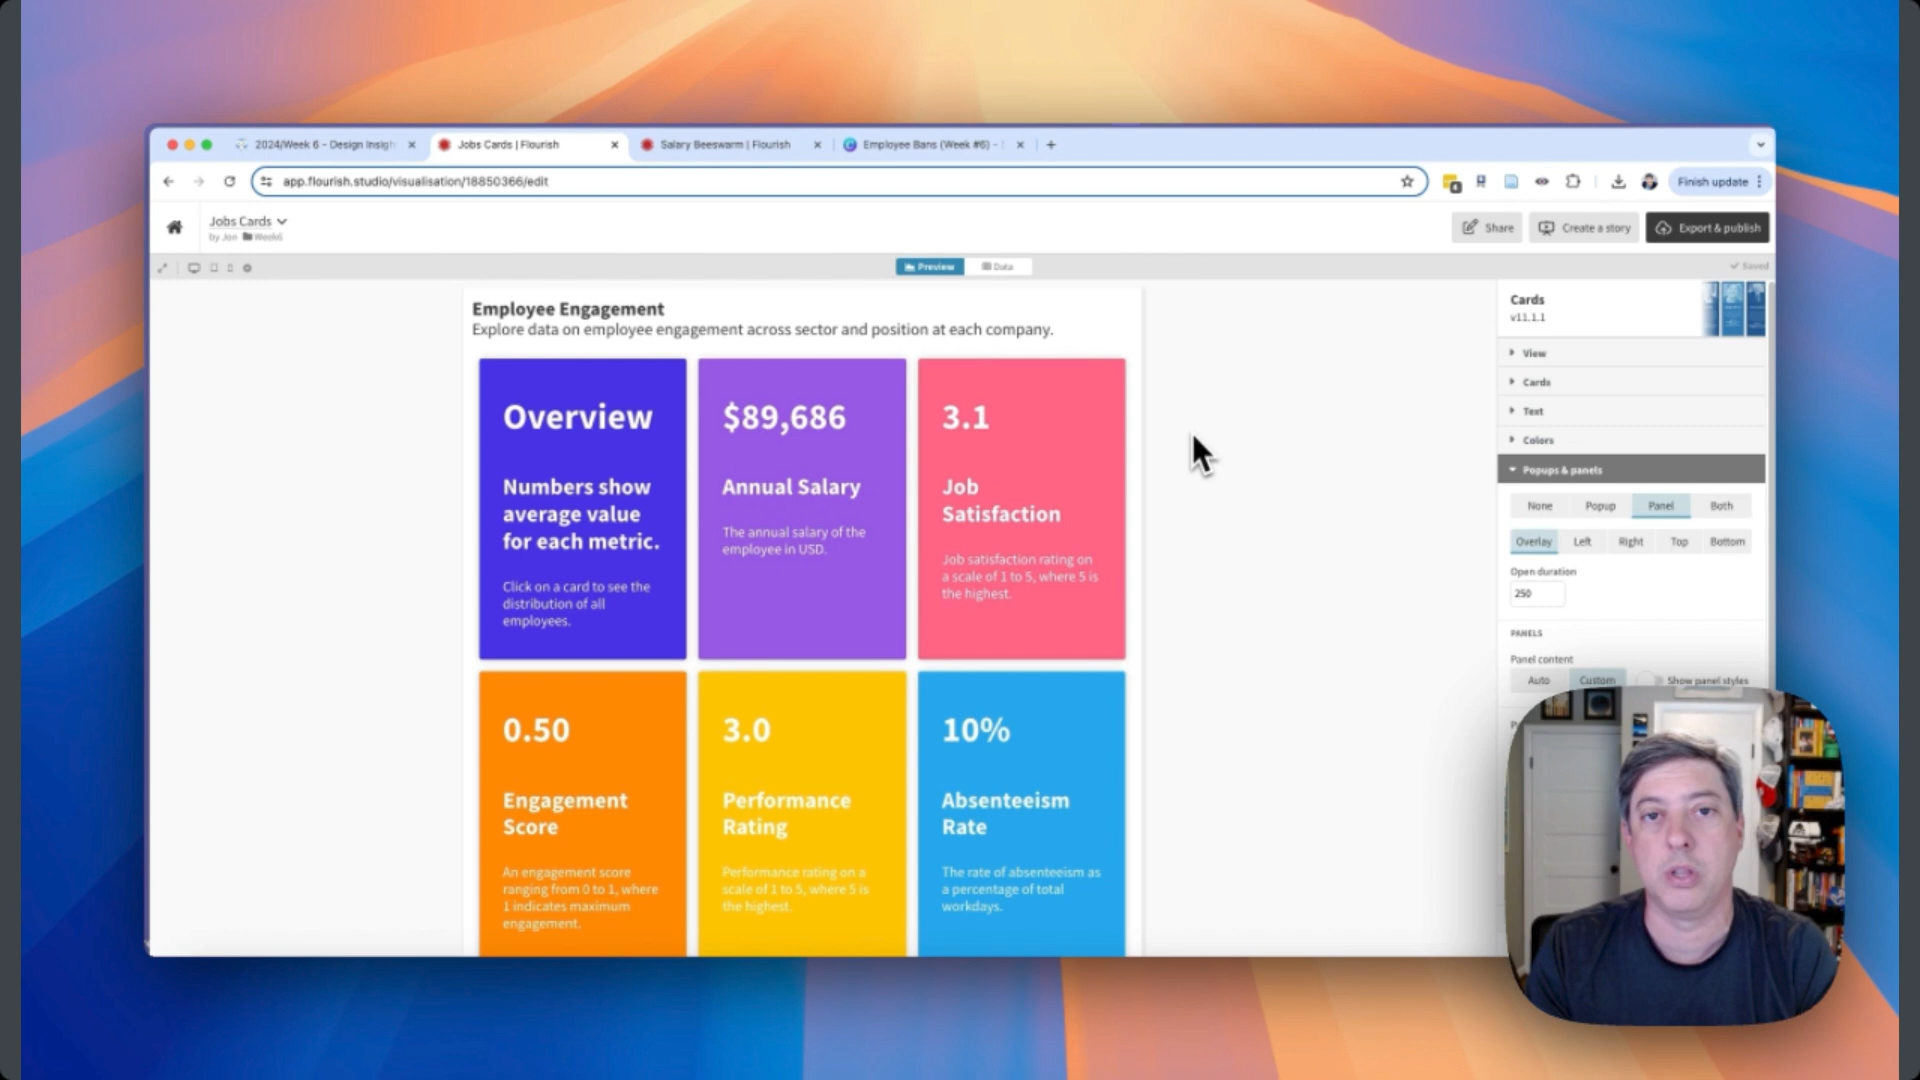 2024/Week 6 - Design Insigh
Jobs Cards | Flourish
Salary Beeswarm | Flourish
Employee Bans (Week #6) -
app.flourish.studio/visualisation/18850366/edit
Finish update
Jobs Cards
by Jon Week6
Share
Create a story
Export & publish
Preview
Data
Saved
Employee Engagement
Explore data on employee engagement across sector and position at each company.
Overview
Numbers show
average value
for each metric.
Click on a card to see the
distribution of all
employees.
$89,686
Annual Salary
The annual salary of the
employee in USD.
3.1
Job
Satisfaction
Job satisfaction rating on
a scale of 1 to 5, where 5 is
the highest.
0.50
Engagement
Score
An engagement score
ranging from 0 to 1, where
1 indicates maximum
engagement.
3.0
Performance
Rating
Performance rating on a
scale of 1 to 5, where 5 is
the highest.
10%
Absenteeism
Rate
The rate of absenteeism as
a percentage of total
workdays.
Cards
v11.1.1
View
Cards
Text
Colors
Popups & panels
None Popup Panel Both
Overlay Left Right Top Bottom
Open duration
250
PANELS
Panel content
Auto Custom Show panel styles